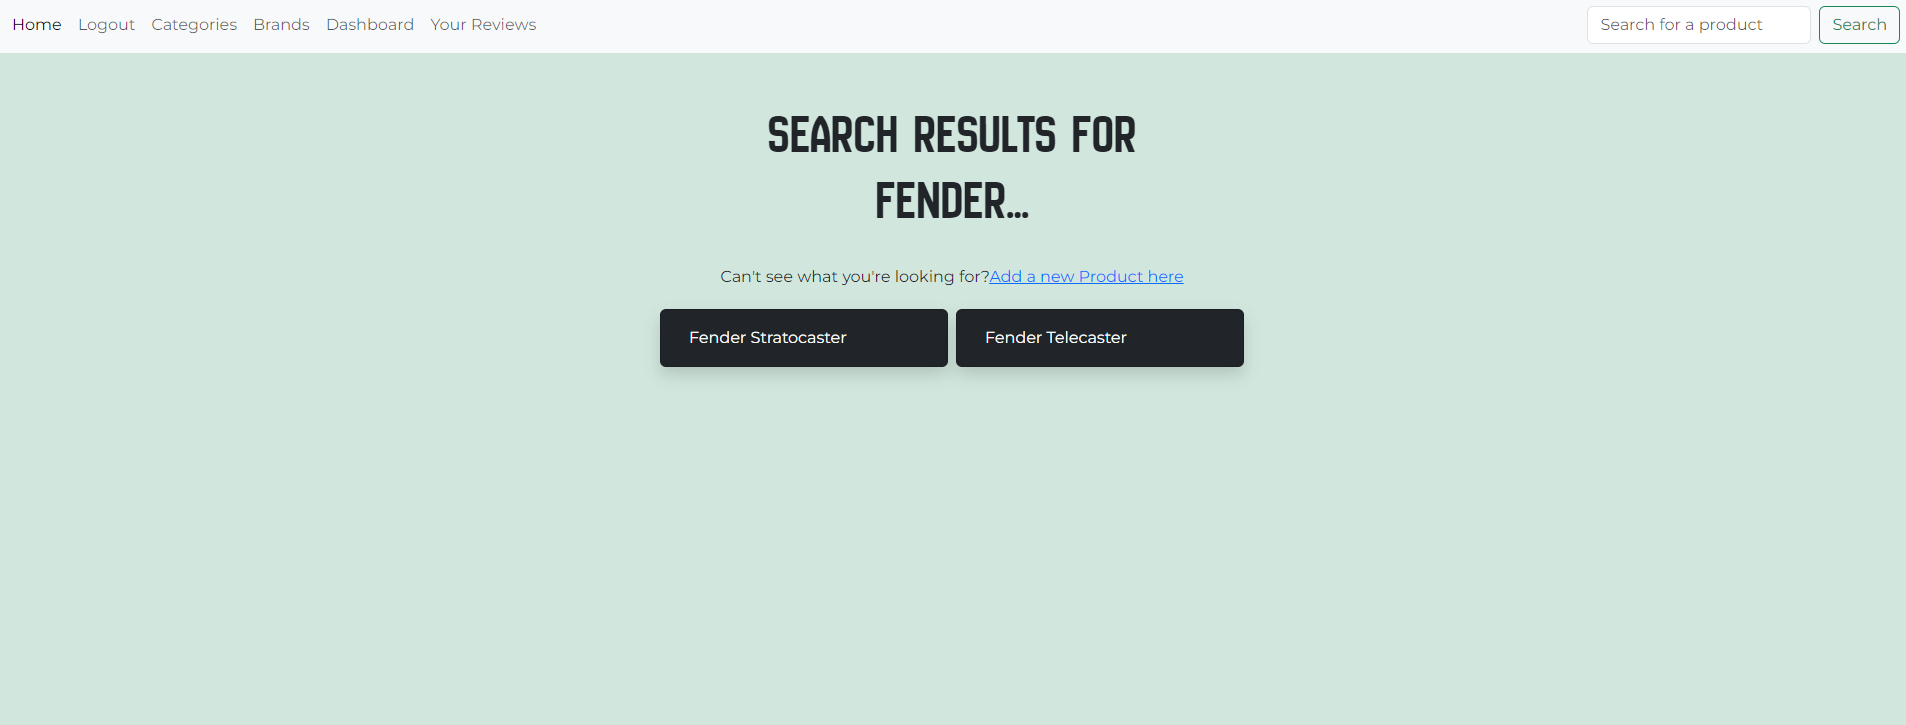 Home Logout Categories Brands Dashboard Your Reviews Search for a product Search
SEARCH RESULTS FOR
FENDER...
Can't see what you're looking for?Add a new Product here
Fender Stratocaster Fender Telecaster